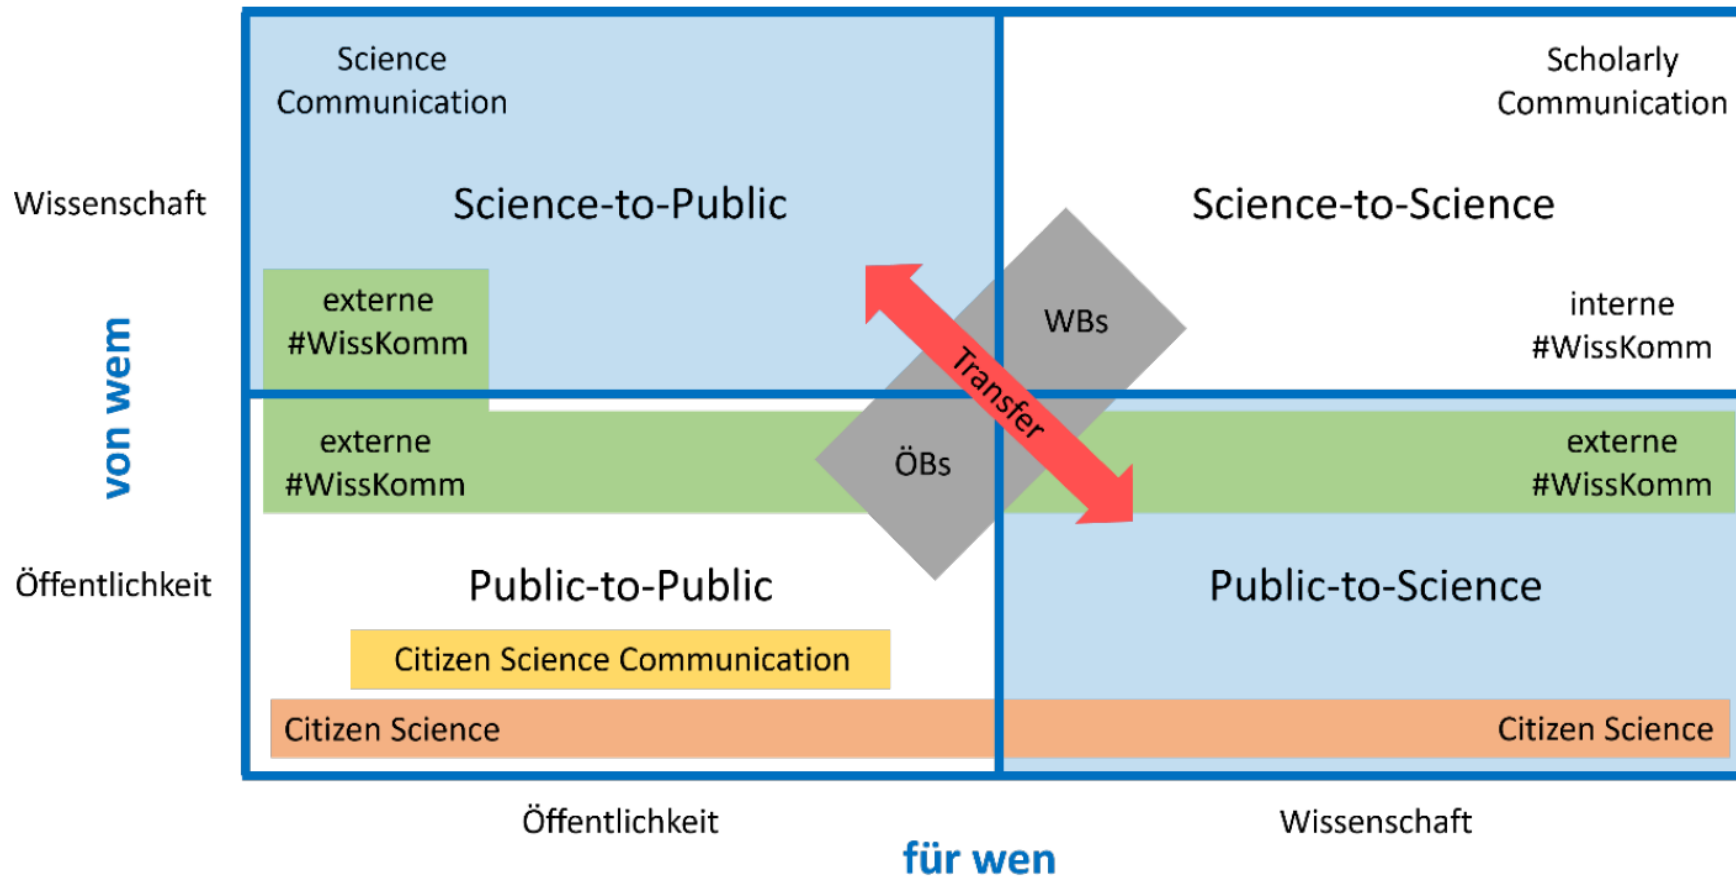 Science
Communication
Scholarly
Communication
Wissenschaft
Science-to-Public
Science-to-Science
externe
#WissKomm
WBs
interne
#WissKomm
von wem
Transfer
externe
#WissKomm
ÖBs
externe
#WissKomm
Öffentlichkeit
Public-to-Public
Public-to-Science
Citizen Science Communication
Citizen Science
Citizen Science
Öffentlichkeit
Wissenschaft
für wen